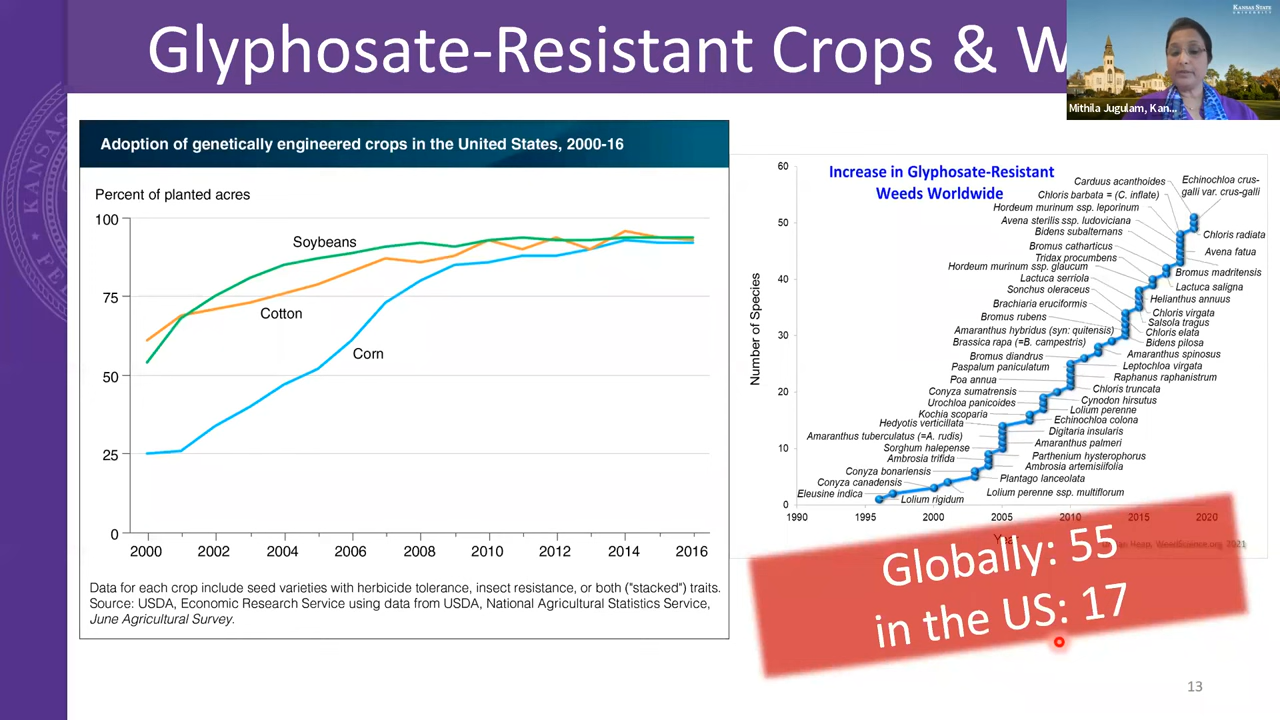 Glyphosate-Resistant Crops & W
KANSAS STATE
UNIVERSITY
Mithila Jugulam, Kan...
Adoption of genetically engineered crops in the United States, 2000-16
Percent of planted acres
100
75
50
25
0
Soybeans
Cotton
Corn
2000 2002 2004 2006 2008 2010 2012 2014 2016
Data for each crop include seed varieties with herbicide tolerance, insect resistance, or both ("stacked") traits.
Source: USDA, Economic Research Service using data from USDA, National Agricultural Statistics Service,
June Agricultural Survey.
Increase in Glyphosate-Resistant
Weeds Worldwide
Number of Species
60
50
40
30
20
10
0
Carduus acanthoides
Chloris barbata = (C. inflate)
Hordeum murinum ssp. leporinum
Avena sterilis ssp. ludoviciana
Bidens subalternans
Bromus catharticus
Tridax procumbens
Hordeum murinum ssp. glaucum
Lactuca serriola
Sonchus oleraceus
Brachiaria eruciformis
Bromus rubens
Amaranthus hybridus (syn: quitensis)
Brassica rapa (=B. campestris)
Bromus diandrus
Paspalum paniculatum
Poa annua
Conyza sumatrensis
Urochloa panicoides
Kochia scoparia
Hedyotis verticillata
Amaranthus tuberculatus (=A. rudis)
Sorghum halepense
Ambrosia trifida
Conyza bonariensis
Conyza canadensis
Eleusine indica
Echinochloa crus-
galli var. crus-galli
Chloris radiata
Avena fatua
Bromus madritensis
Lactuca saligna
Helianthus annuus
Chloris virgata
Salsola tragus
Chloris elata
Bidens pilosa
Amaranthus spinosus
Leptochloa virgata
Raphanus raphanistrum
Chloris truncata
Cynodon hirsutus
Lolium perenne
Echinochloa colona
Digitaria insularis
Amaranthus palmeri
Parthenium hysterophorus
Ambrosia artemisiifolia
Plantago lanceolata
Lolium perenne ssp. multiflorum
Lolium rigidum
1990 1995 2000 2005 2010 2015 2020
Heap, WeedScience.org 2021
Globally: 55
in the US: 17
13